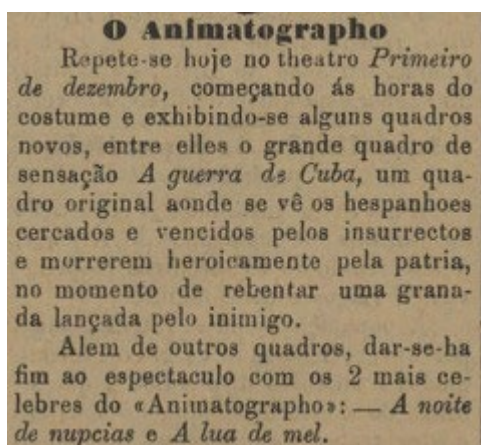 O Animatographo
Repete-se hoje no theatro Primeiro
de dezembro, começando ás horas do
costume e exhibindo-se alguns quadros
novos, entre elles o grande quadro de
sensação A guerra de Cuba, um qua-
dro original aonde se vê os hespanhoes
cercados e vencidos pelos insurrectos
e morrerem heroicamente pela patria,
no momento de rebentar uma grana-
da lançada pelo inimigo.
Alem de outros quadros, dar-se-ha
fim ao espectaculo com os 2 mais ce-
lebres do «Animatographo»: — A noite
de nupcias e A lua de mel.